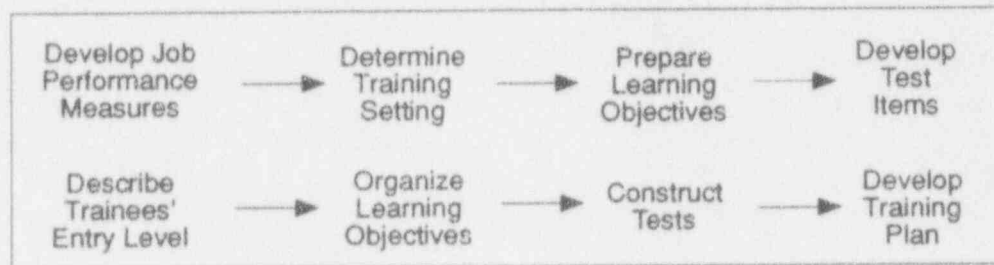 Develop Job
Performance
Measures
Determine
Training
Setting
Prepare
Learning
Objectives
Develop
Test
Items
Describe
Trainees'
Entry Level
Organize
Learning
Objectives
Construct
Tests
Develop
Training
Plan